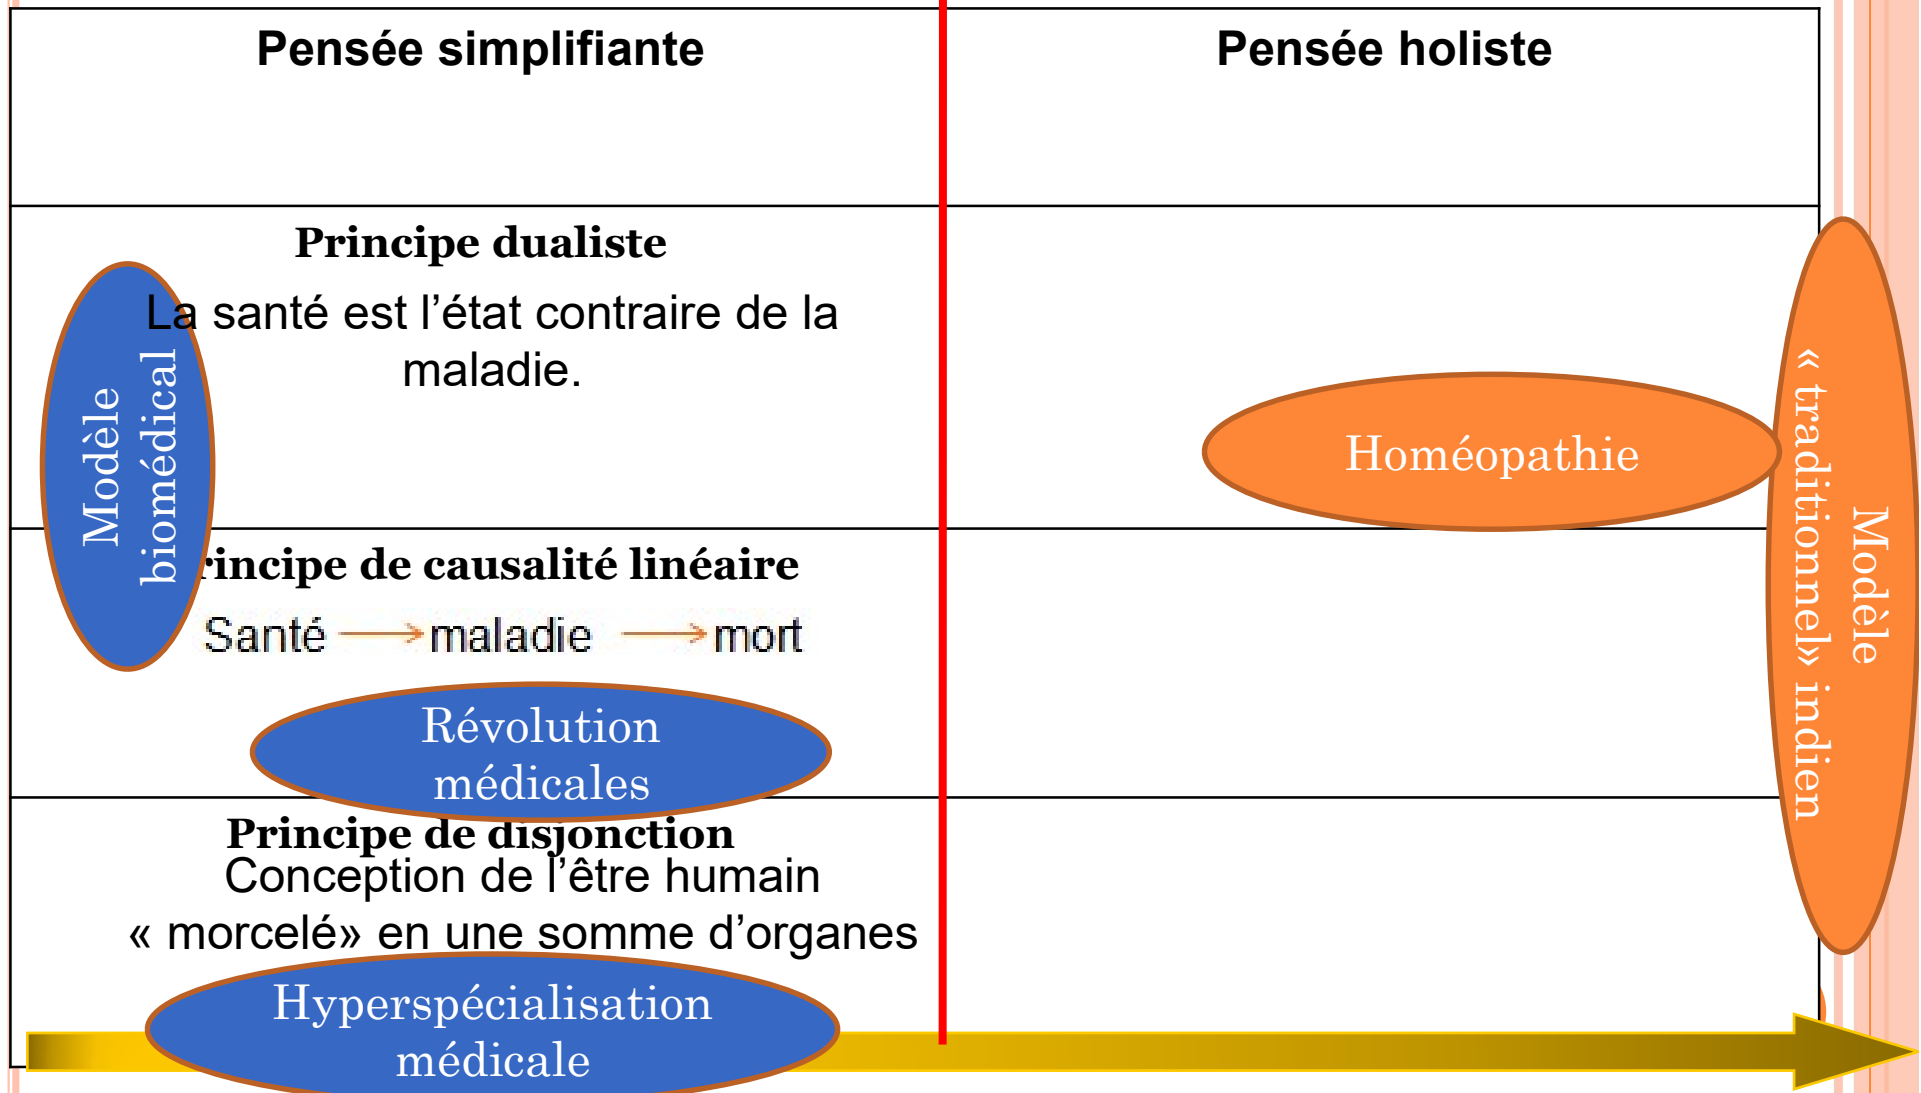 Pensée simplifiante
Pensée holiste
Principe dualiste
La santé est l’état contraire de la
maladie.
Modèle
biomédical
Homéopathie
Modèle
« traditionnel» indien
rincipe de causalité linéaire
Santé → maladie → mort
Révolution
médicales
Principe de disjonction
Conception de l’être humain
« morcelé» en une somme d’organes
Hyperspécialisation
médicale